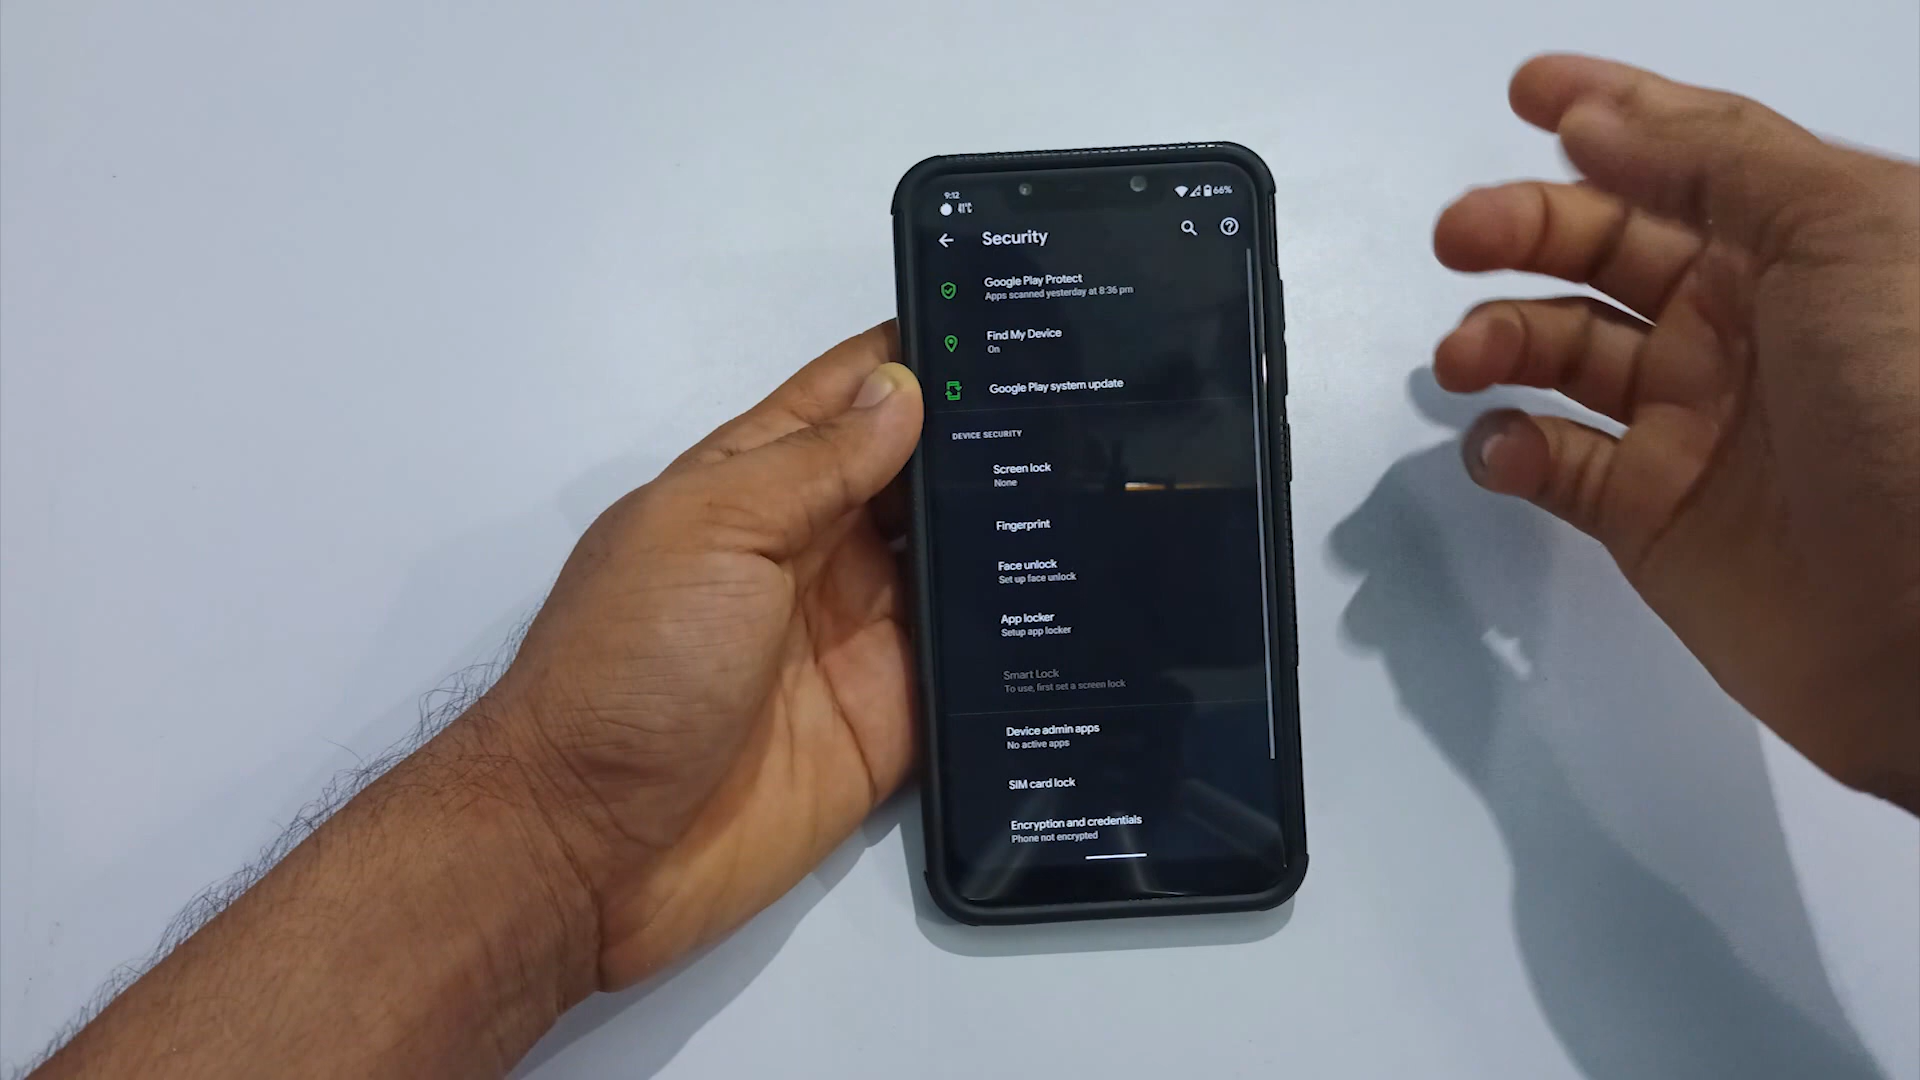 9:12
66%
41°C
Security
Google Play Protect
Apps scanned yesterday at 8:36 pm
Find My Device
On
Google Play system update
DEVICE SECURITY
Screen lock
None
Fingerprint
Face unlock
Set up face unlock
App locker
Setup app locker
Smart Lock
To use, first set a screen lock
Device admin apps
No active apps
SIM card lock
Encryption and credentials
Phone not encrypted